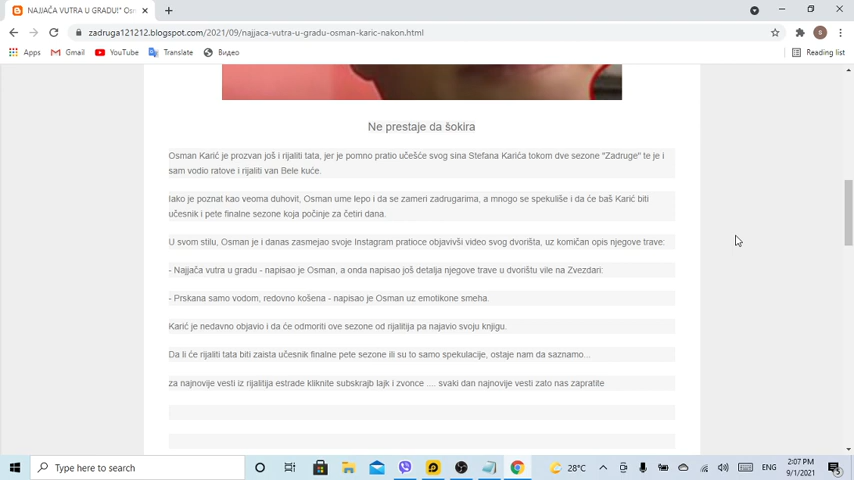 NAJJAČA VUTRA U GRADU!" Osm
zadruga121212.blogspot.com/2021/09/najjaca-vutra-u-gradu-osman-karic-nakon.html
B
Apps
Gmail
YouTube
Translate
Видео
Reading list
Ne prestaje da šokira
Osman Karić je prozvan još i rijaliti tata, jer je pomno pratio učešće svog sina Stefana Karića tokom dve sezone "Zadruge" te je i
sam vodio ratove i rijaliti van Bele kuće.
Iako je poznat kao veoma duhovit, Osman ume lepo i da se zameri zadrugarima, a mnogo se spekuliše i da će baš Karić biti
učesnik i pete finalne sezone koja počinje za četiri dana.
U svom stilu, Osman je i danas zasmejao svoje Instagram pratioce objavivši video svog dvorišta, uz komičan opis njegove trave:
- Najjača vutra u gradu - napisao je Osman, a onda napisao još detalja njegove trave u dvorištu vile na Zvezdari:
- Prskana samo vodom, redovno košena - napisao je Osman uz emotikone smeha.
Karić je nedavno objavio i da će odmoriti ove sezone od rijalitija pa najavio svoju knjigu.
Da li će rijaliti tata biti zaista učesnik finalne pete sezone ili su to samo spekulacije, ostaje nam da saznamo...
za najnovije vesti iz rijalitija estrade kliknite subskrajb lajk i zvonce .... svaki dan najnovije vesti zato nas zapratite
Type here to search
28°C
ENG
2:07 PM
9/1/2021
5